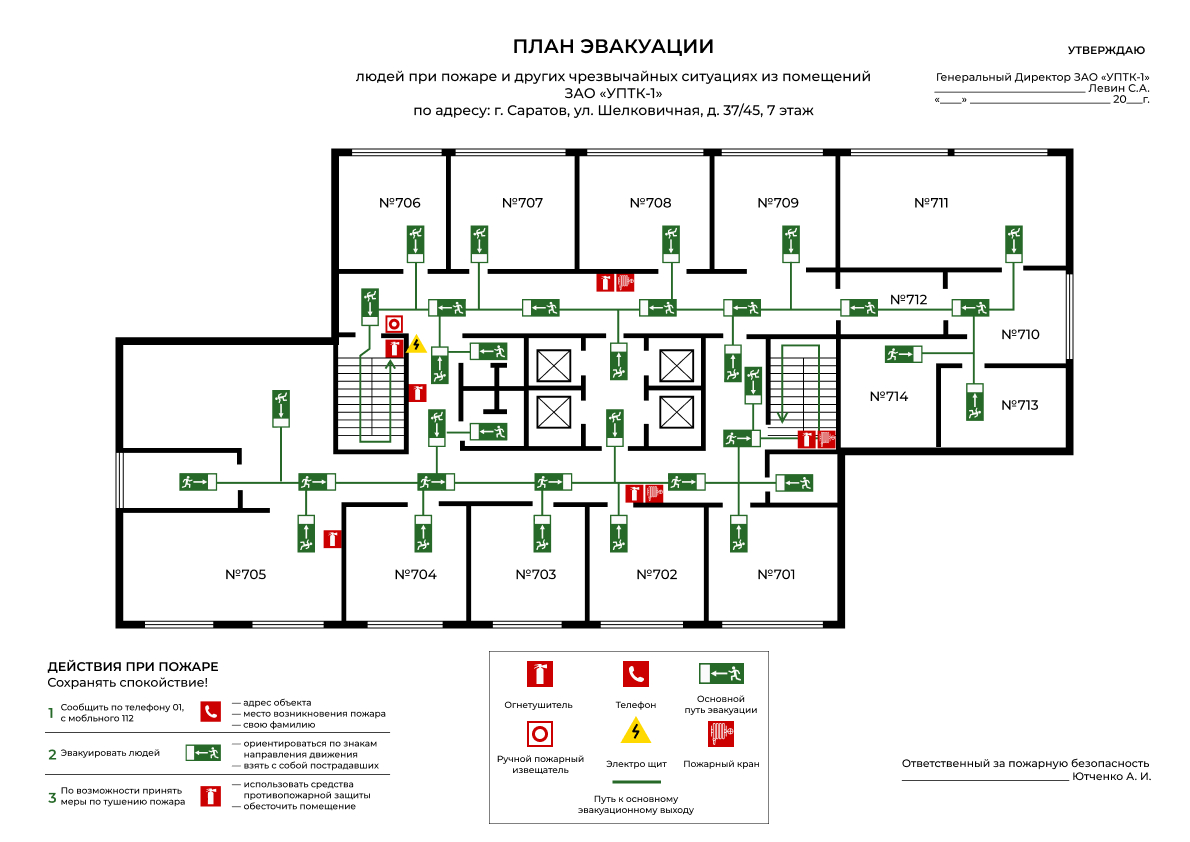 ПЛАН ЭВАКУАЦИИ
людей при пожаре и других чрезвычайных ситуациях из помещений
ЗАО «УПТК-1»
по адресу: г. Саратов, ул. Шелковичная, д. 37/45, 7 этаж
УТВЕРЖДАЮ
Генеральный Директор ЗАО «УПТК-1»
____________________________ Левин С.А.
«____» __________________________ 20___г.
№706
№707
№708
№709
№711
№712
№710
№714
№713
№705
№704
№703
№702
№701
ДЕЙСТВИЯ ПРИ ПОЖАРЕ
Сохранять спокойствие!
1 Сообщить по телефону 01,
с мобльного 112
— адрес объекта
— место возникновения пожара
— свою фамилию
2 Эвакуировать людей
— ориентироваться по знакам
направления движения
— взять с собой пострадавших
3 По возможности принять
меры по тушению пожара
— использовать средства
противопожарной защиты
— обесточить помещение
Огнетушитель
Телефон
Основной
путь эвакуации
Ручной пожарный
извещатель
Электро щит
Пожарный кран
Путь к основному
эвакуационному выходу
Ответственный за пожарную безопасность
_______________________________ Ютченко А. И.